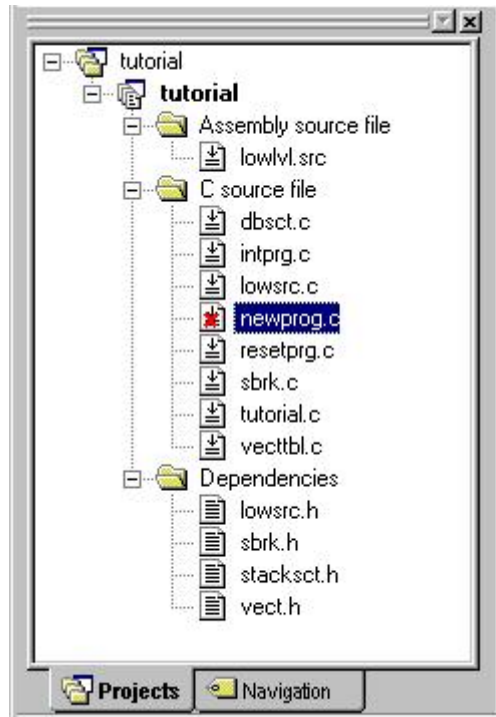 tutorial
tutorial
Assembly source file
lowlvl.src
C source file
dbsct.c
intprg.c
lowsrc.c
newprog.c
resetprg.c
sbrk.c
tutorial.c
vecttbl.c
Dependencies
lowsrc.h
sbrk.h
stacksct.h
vect.h
Projects Navigation